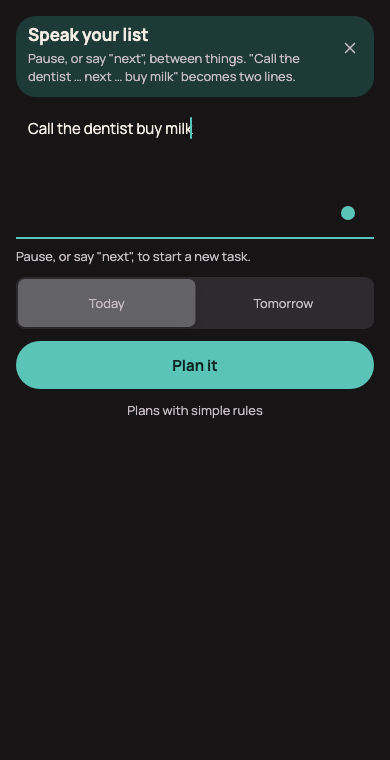 Speak your list
Pause, or say "next", between things. "Call the
dentist … next … buy milk" becomes two lines.
Call the dentist buy milk
Pause, or say "next", to start a new task.
Today
Tomorrow
Plan it
Plans with simple rules